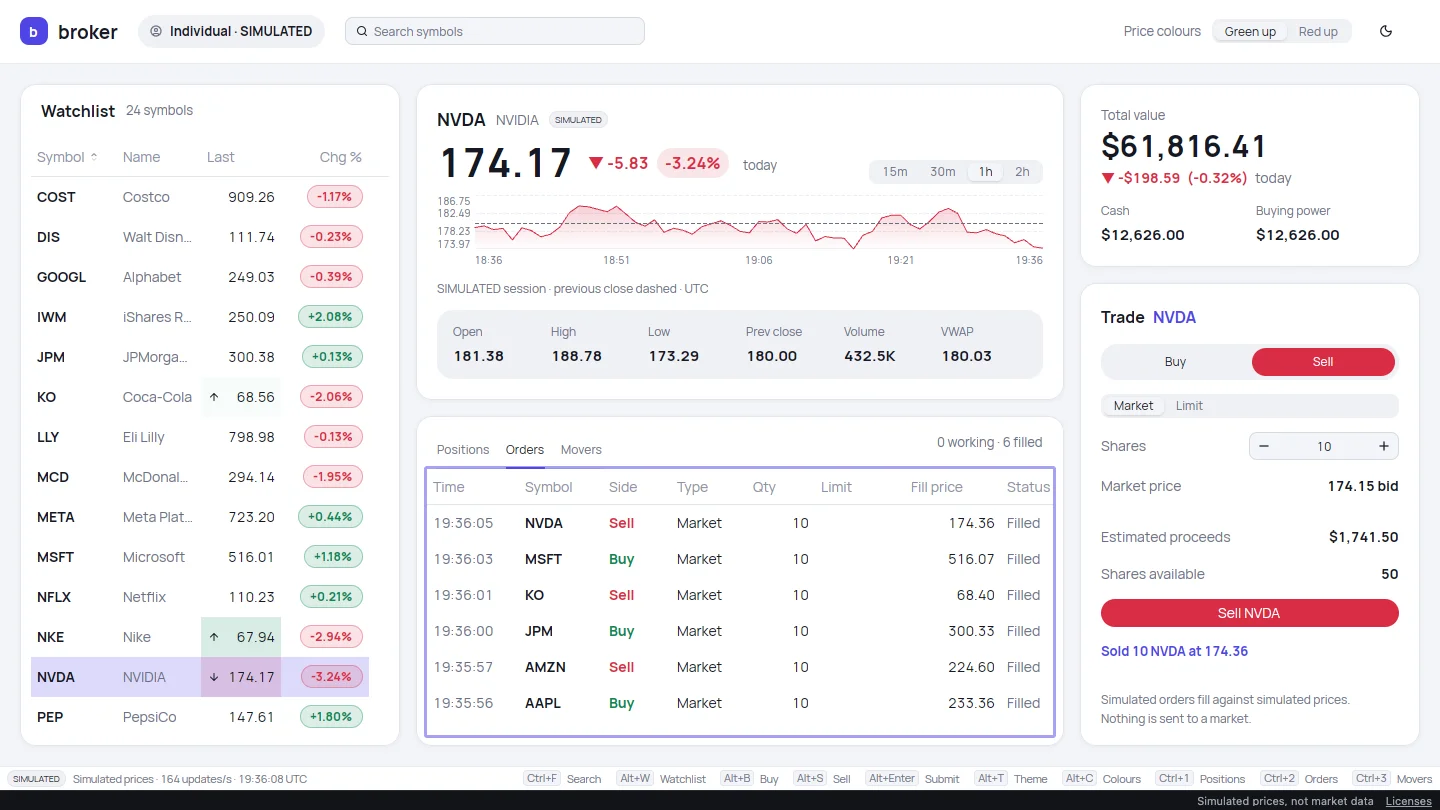 b broker Individual · SIMULATED Search symbols Price colours Green up Red up
Watchlist 24 symbols
Symbol Name Last Chg %
COST Costco 909.26 -1.17%
DIS Walt Disn... 111.74 -0.23%
GOOGL Alphabet 249.03 -0.39%
IWM iShares R... 250.09 +2.08%
JPM JPMorga... 300.38 +0.13%
KO Coca-Cola ↑ 68.56 -2.06%
LLY Eli Lilly 798.98 -0.13%
MCD McDonal... 294.14 -1.95%
META Meta Plat... 723.20 +0.44%
MSFT Microsoft 516.01 +1.18%
NFLX Netflix 110.23 +0.21%
NKE Nike ↑ 67.94 -2.94%
NVDA NVIDIA ↓ 174.17 -3.24%
PEP PepsiCo 147.61 +1.80%
NVDA NVIDIA SIMULATED
174.17 ▼ -5.83 -3.24% today
15m 30m 1h 2h
186.75
182.49
178.23
173.97
18:36 18:51 19:06 19:21 19:36
SIMULATED session · previous close dashed · UTC
Open High Low Prev close Volume VWAP
181.38 188.78 173.29 180.00 432.5K 180.03
Positions Orders Movers 0 working · 6 filled
Time Symbol Side Type Qty Limit Fill price Status
19:36:05 NVDA Sell Market 10 174.36 Filled
19:36:03 MSFT Buy Market 10 516.07 Filled
19:36:01 KO Sell Market 10 68.40 Filled
19:36:00 JPM Buy Market 10 300.33 Filled
19:35:57 AMZN Sell Market 10 224.60 Filled
19:35:56 AAPL Buy Market 10 233.36 Filled
Total value
$61,816.41
▼ -$198.59 (-0.32%) today
Cash Buying power
$12,626.00 $12,626.00
Trade NVDA
Buy Sell
Market Limit
Shares − 10 +
Market price 174.15 bid
Estimated proceeds $1,741.50
Shares available 50
Sell NVDA
Sold 10 NVDA at 174.36
Simulated orders fill against simulated prices.
Nothing is sent to a market.
SIMULATED Simulated prices · 164 updates/s · 19:36:08 UTC Ctrl+F Search Alt+W Watchlist Alt+B Buy Alt+S Sell Alt+Enter Submit Alt+T Theme Alt+C Colours Ctrl+1 Positions Ctrl+2 Orders Ctrl+3 Movers
Simulated prices, not market data Licenses